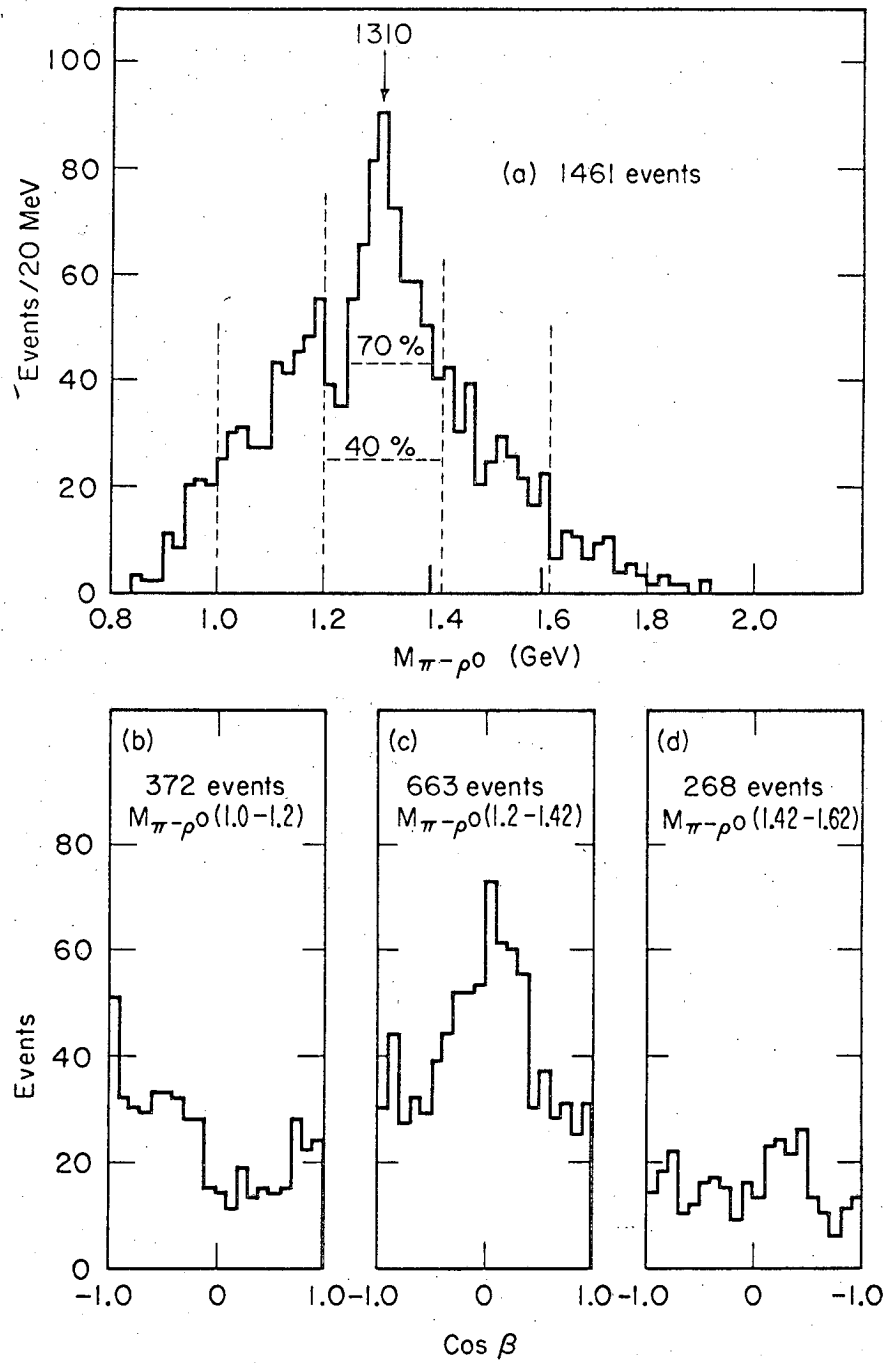 1310
(a) 1461 events
100
80
60
40
20
0
Events/20 MeV
70 %
40 %
0.8 1.0 1.2 1.4 1.6 1.8 2.0
Mπ−ρ⁰ (GeV)
(b)
372 events
Mπ−ρ⁰(1.0−1.2)
(c)
663 events
Mπ−ρ⁰(1.2−1.42)
(d)
268 events
Mπ−ρ⁰(1.42−1.62)
80
60
40
20
0
Events
-1.0 0 1.0 -1.0 0 1.0 -1.0 0 -1.0
Cos β